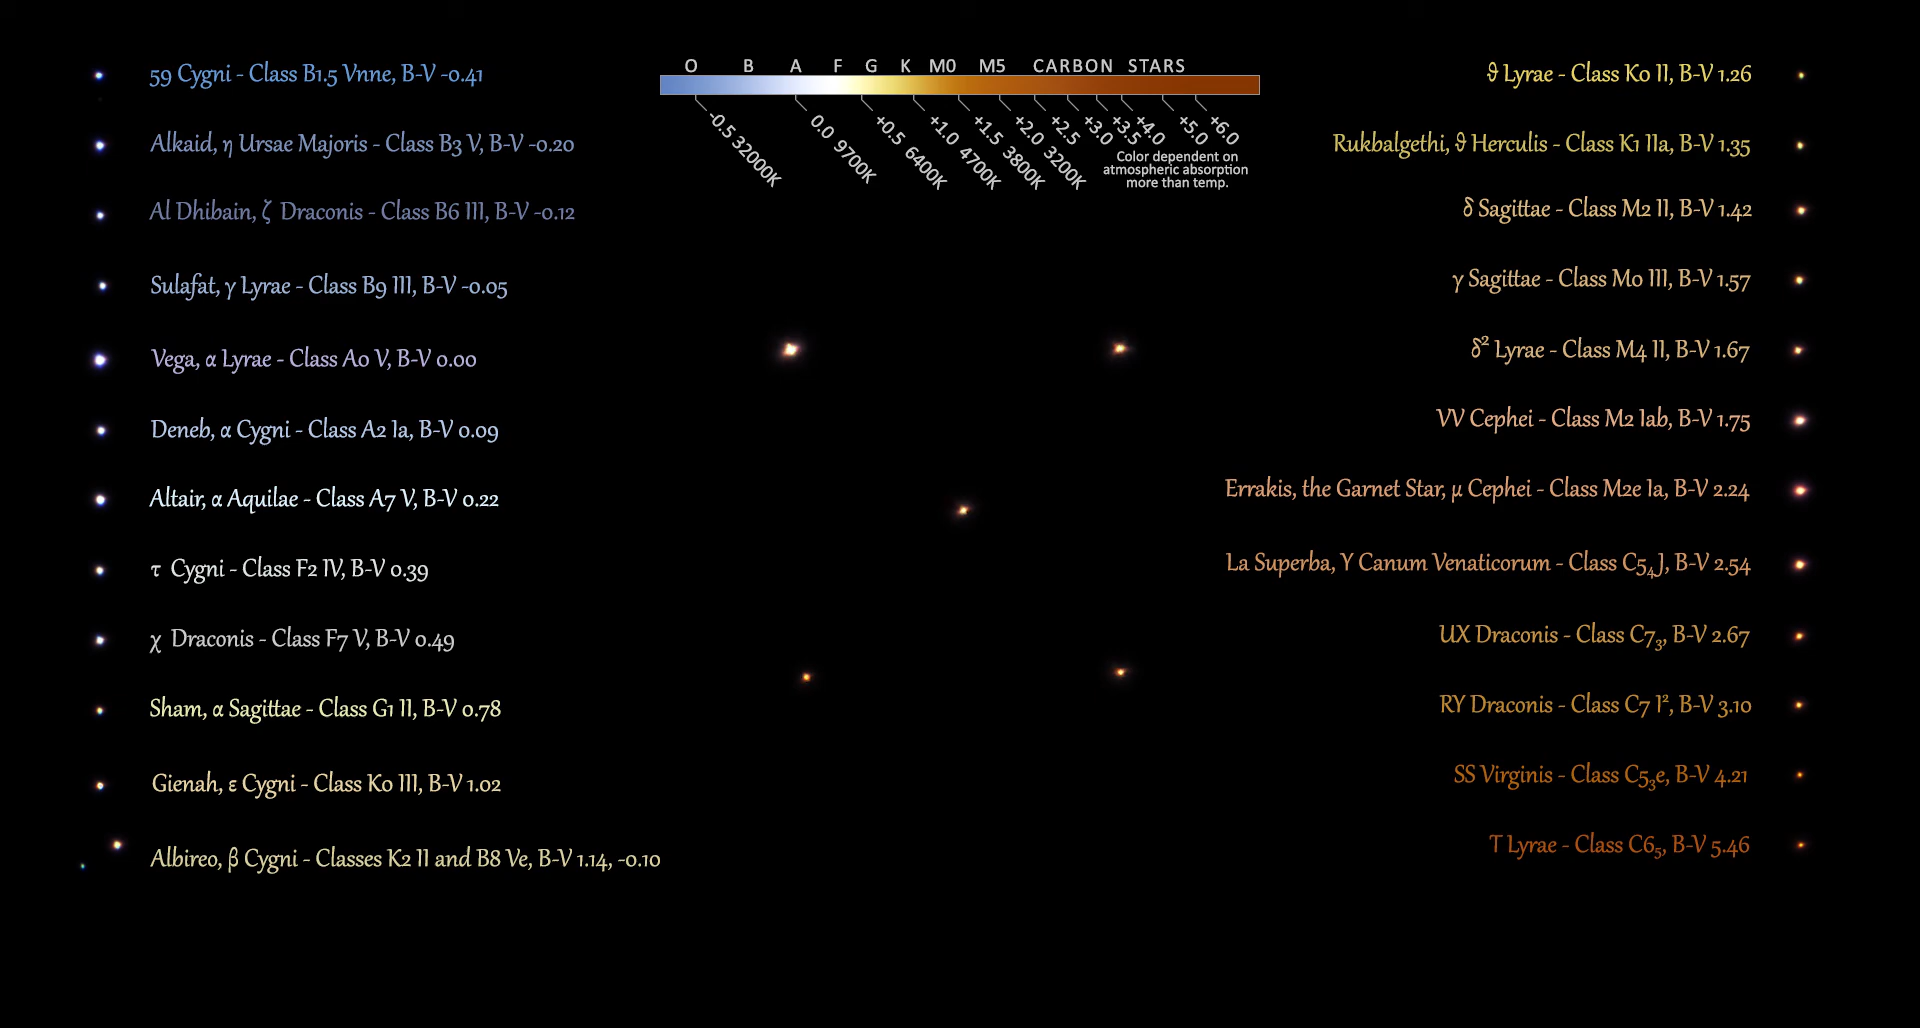 59 Cygni - Class B1.5 Vnne, B-V -0.41
Alkaid, η Ursae Majoris - Class B3 V, B-V -0.20
Al Dhibain, ζ Draconis - Class B6 III, B-V -0.12
Sulafat, γ Lyrae - Class B9 III, B-V -0.05
Vega, α Lyrae - Class A0 V, B-V 0.00
Deneb, α Cygni - Class A2 Ia, B-V 0.09
Altair, α Aquilae - Class A7 V, B-V 0.22
τ Cygni - Class F2 IV, B-V 0.39
χ Draconis - Class F7 V, B-V 0.49
Sham, α Sagittae - Class G1 II, B-V 0.78
Gienah, ε Cygni - Class K0 III, B-V 1.02
Albireo, β Cygni - Classes K2 II and B8 Ve, B-V 1.14, -0.10
O B A F G K M0 M5 CARBON STARS
-0.5 32000K
0.0 9700K
+0.5 6400K
+1.0 4700K
+1.5 3800K
+2.0 3200K
+2.5
+3.0
+3.5
+4.0
+5.0
+6.0
Color dependent on
atmospheric absorption
more than temp.
ϑ Lyrae - Class K0 II, B-V 1.26
Rukbalgethi, ϑ Herculis - Class K1 IIa, B-V 1.35
δ Sagittae - Class M2 II, B-V 1.42
γ Sagittae - Class M0 III, B-V 1.57
δ² Lyrae - Class M4 II, B-V 1.67
VV Cephei - Class M2 Iab, B-V 1.75
Errakis, the Garnet Star, μ Cephei - Class M2e Ia, B-V 2.24
La Superba, Y Canum Venaticorum - Class C5₄J, B-V 2.54
UX Draconis - Class C7₃, B-V 2.67
RY Draconis - Class C7 I², B-V 3.10
SS Virginis - Class C5₃e, B-V 4.21
T Lyrae - Class C6₅, B-V 5.46